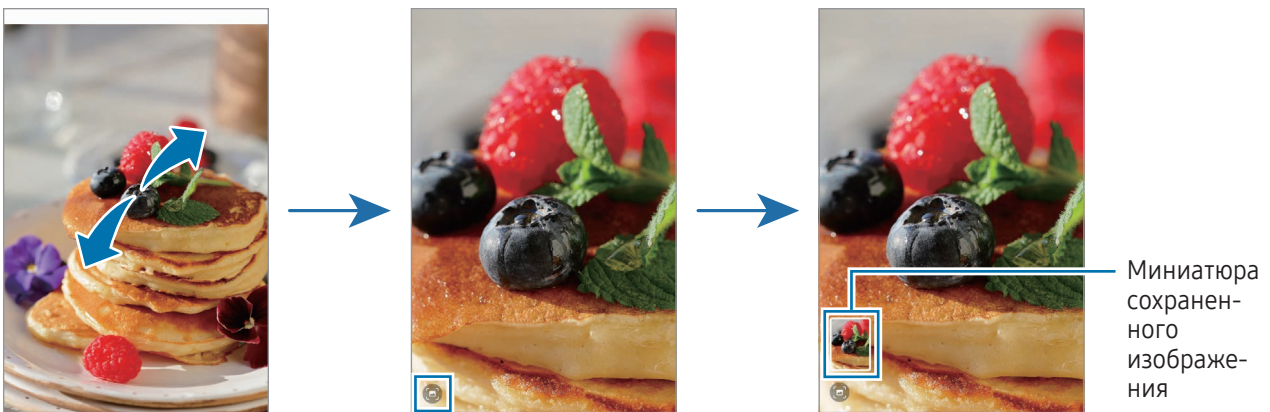 Миниатюра
сохранен-
ного
изображе-
ния